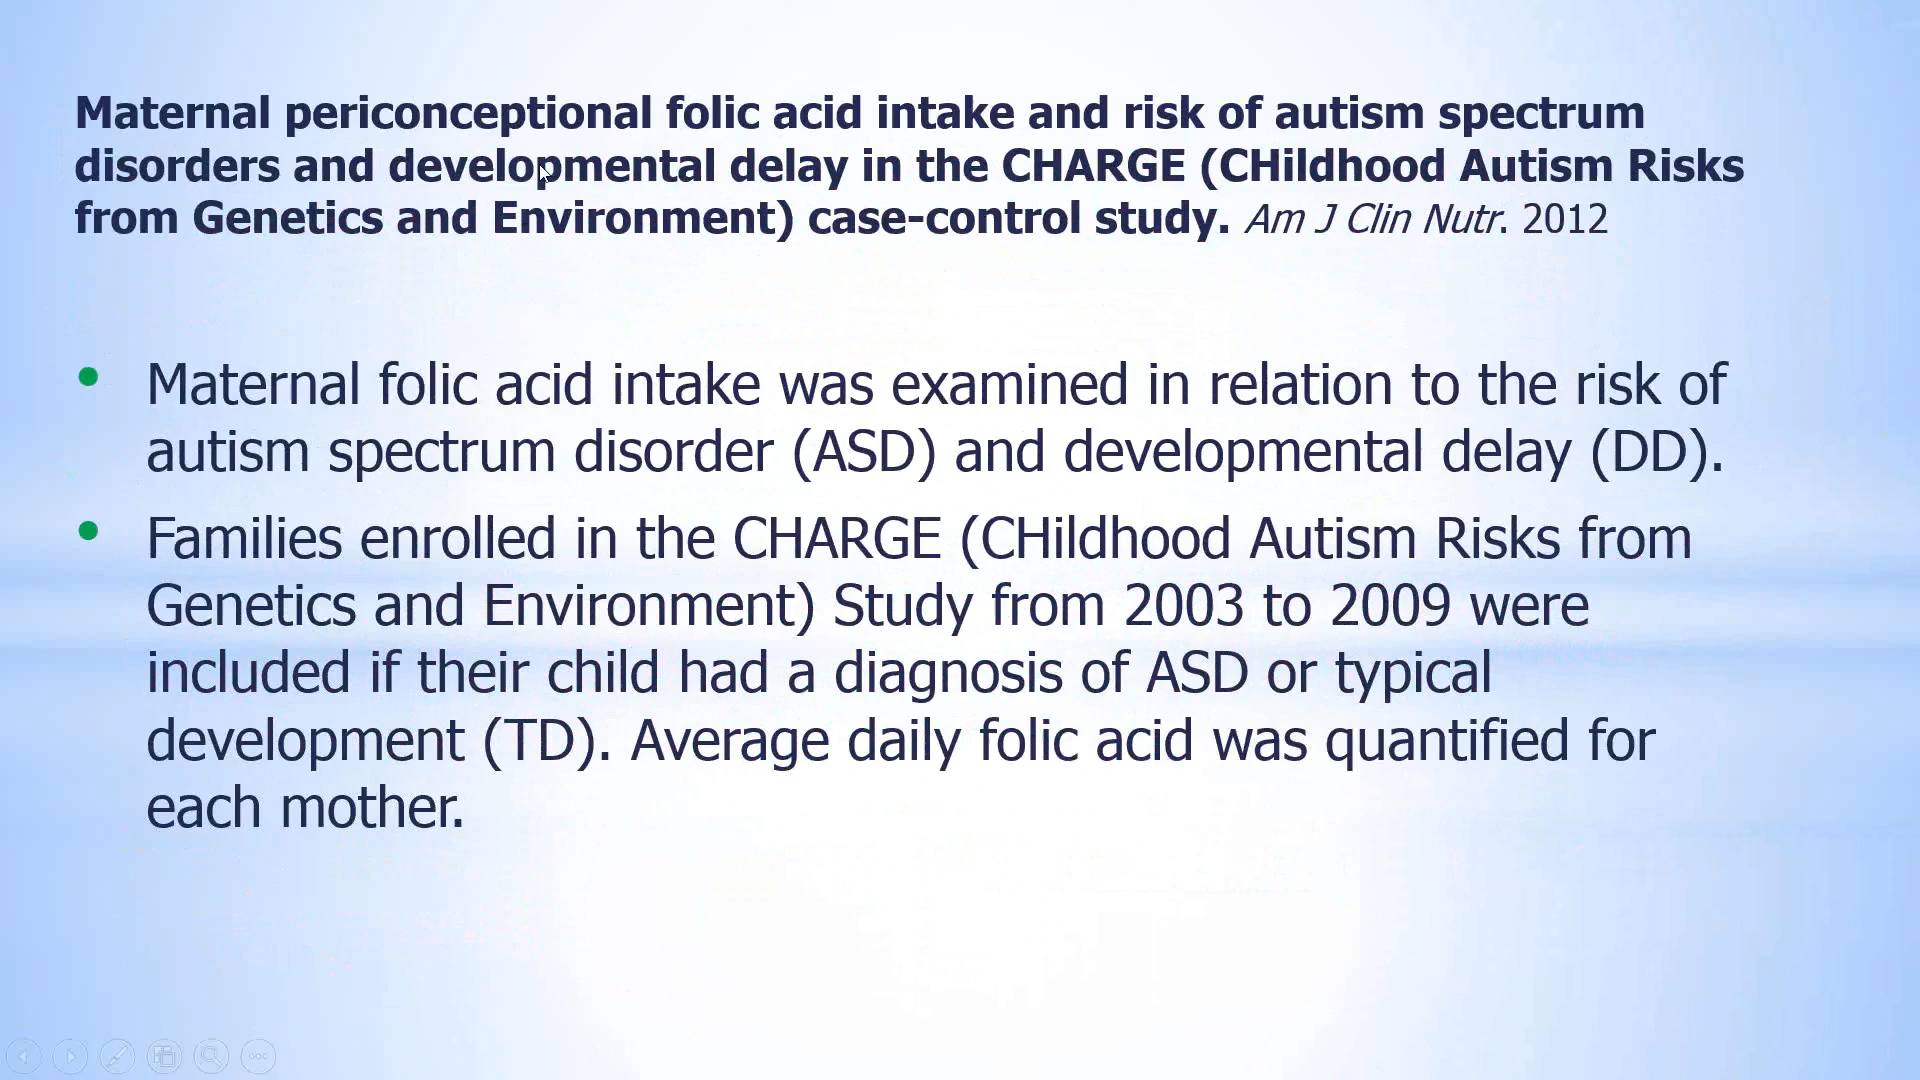 Maternal periconceptional folic acid intake and risk of autism spectrum
disorders and developmental delay in the CHARGE (CHildhood Autism Risks
from Genetics and Environment) case-control study. Am J Clin Nutr. 2012
• Maternal folic acid intake was examined in relation to the risk of
autism spectrum disorder (ASD) and developmental delay (DD).
• Families enrolled in the CHARGE (CHildhood Autism Risks from
Genetics and Environment) Study from 2003 to 2009 were
included if their child had a diagnosis of ASD or typical
development (TD). Average daily folic acid was quantified for
each mother.